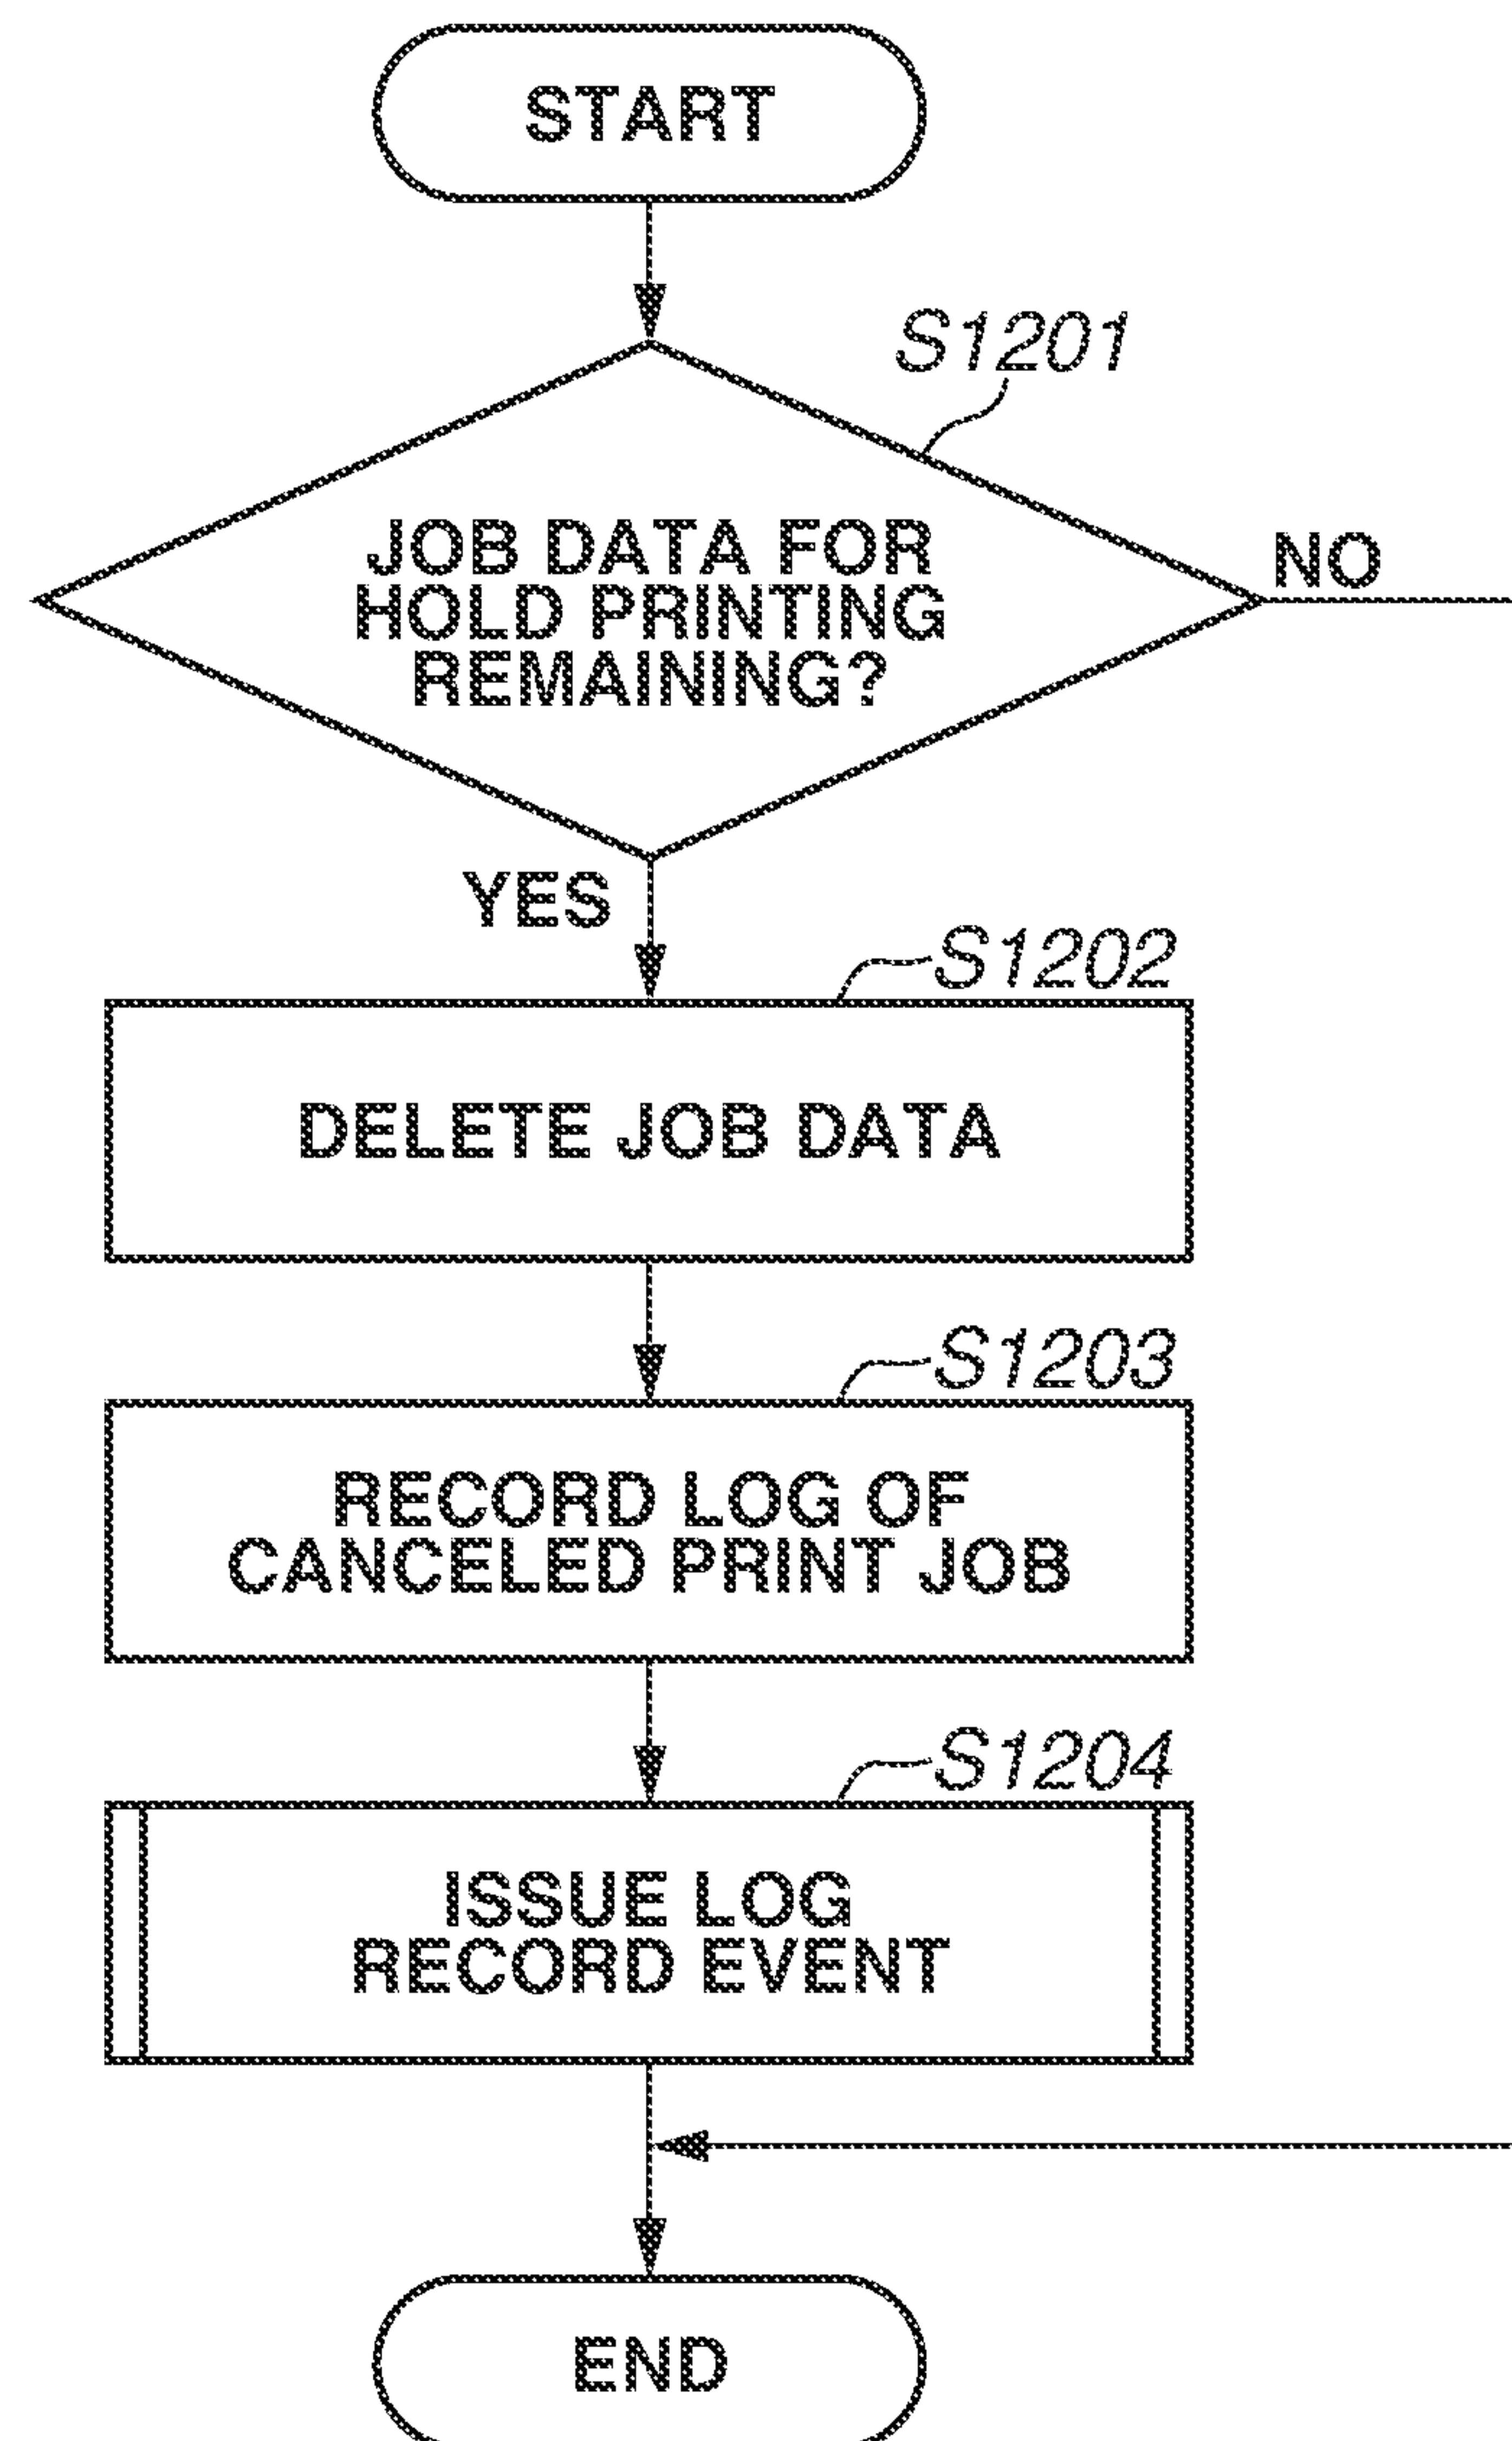 START
S1201
JOB DATA FOR
HOLD PRINTING
REMAINING?
NO
YES
S1202
DELETE JOB DATA
S1203
RECORD LOG OF
CANCELED PRINT JOB
S1204
ISSUE LOG
RECORD EVENT
END